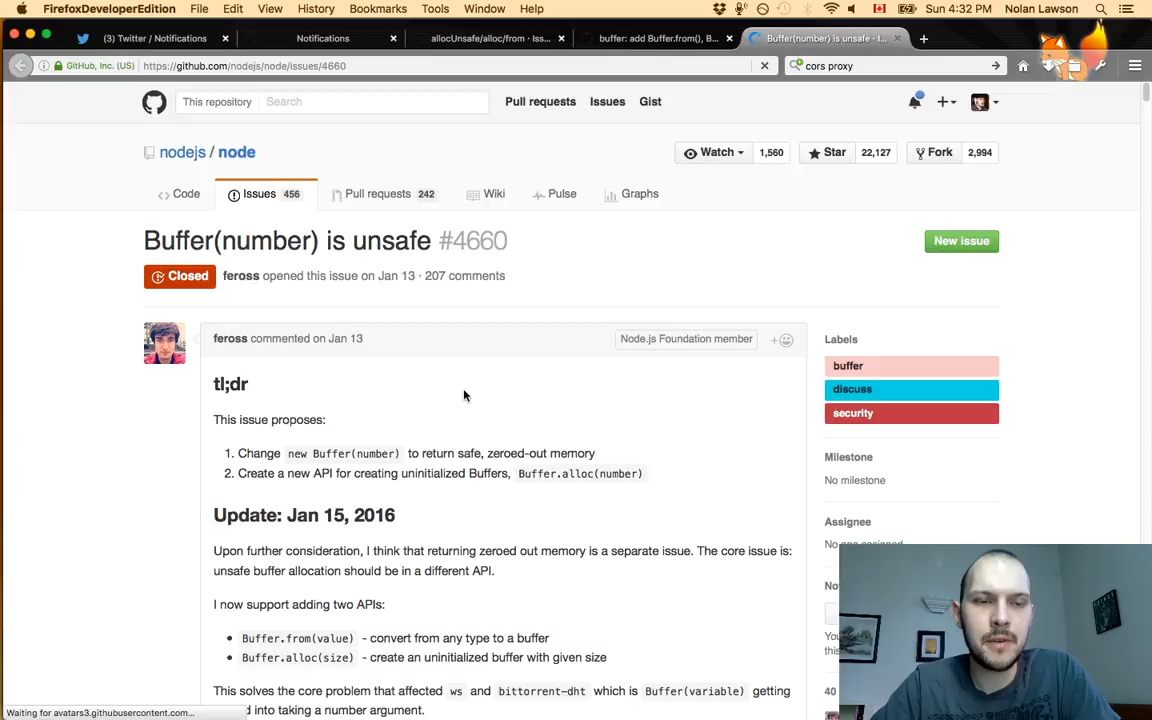 FirefoxDeveloperEdition File Edit View History Bookmarks Tools Window Help Sun 4:32 PM Nolan Lawson
(3) Twitter / Notifications × Notifications × allocUnsafe/alloc/from · Iss... × buffer: add Buffer.from(), B... × Buffer(number) is unsafe · I... × +
GitHub, Inc. (US) https://github.com/nodejs/node/issues/4660 cors proxy
This repository Search Pull requests Issues Gist
nodejs / node Watch 1,560 Star 22,127 Fork 2,994
Code Issues 456 Pull requests 242 Wiki Pulse Graphs
Buffer(number) is unsafe #4660 New issue
Closed feross opened this issue on Jan 13 · 207 comments
feross commented on Jan 13 Node.js Foundation member
Labels
buffer
discuss
security
Milestone
No milestone
Assignee
tl;dr
This issue proposes:
1. Change new Buffer(number) to return safe, zeroed-out memory
2. Create a new API for creating uninitialized Buffers, Buffer.alloc(number)
Update: Jan 15, 2016
Upon further consideration, I think that returning zeroed out memory is a separate issue. The core issue is:
unsafe buffer allocation should be in a different API.
I now support adding two APIs:
• Buffer.from(value) - convert from any type to a buffer
• Buffer.alloc(size) - create an uninitialized buffer with given size
This solves the core problem that affected ws and bittorrent-dht which is Buffer(variable) getting
d into taking a number argument.
40
Waiting for avatars3.githubusercontent.com...